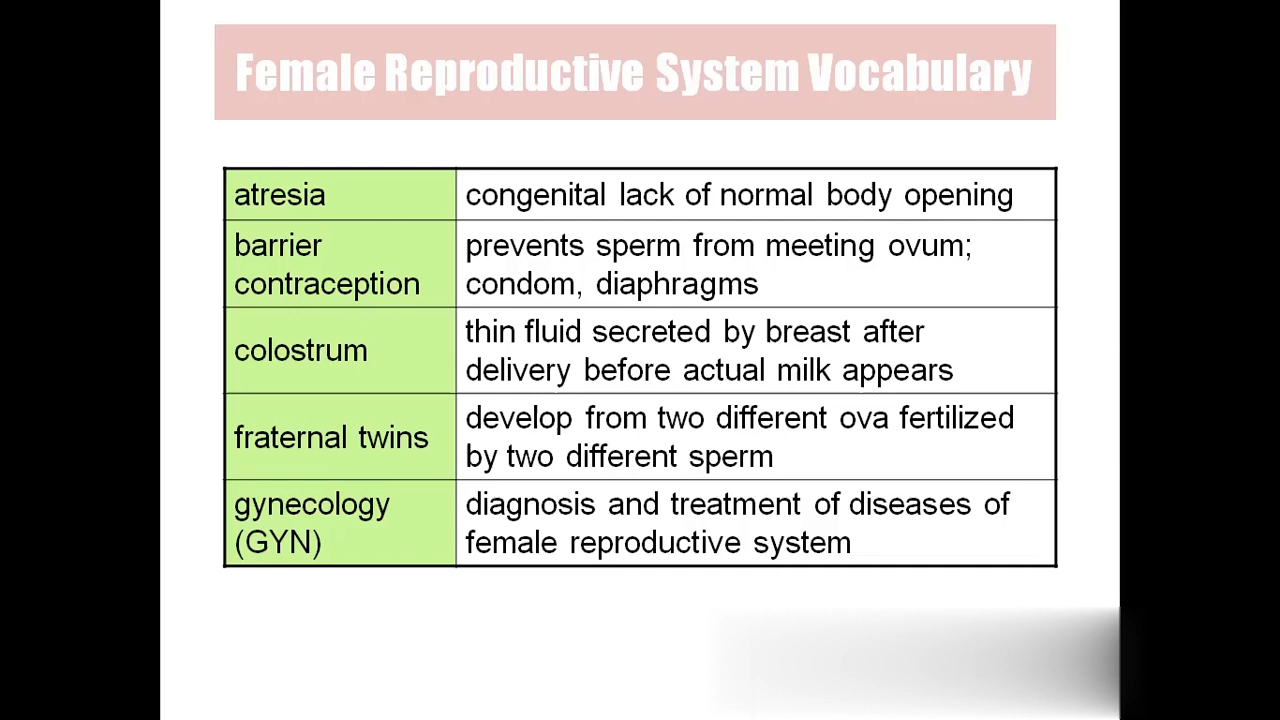 Female Reproductive System Vocabulary
atresia
congenital lack of normal body opening
barrier
contraception
prevents sperm from meeting ovum;
condom, diaphragms
colostrum
thin fluid secreted by breast after
delivery before actual milk appears
fraternal twins
develop from two different ova fertilized
by two different sperm
gynecology
(GYN)
diagnosis and treatment of diseases of
female reproductive system